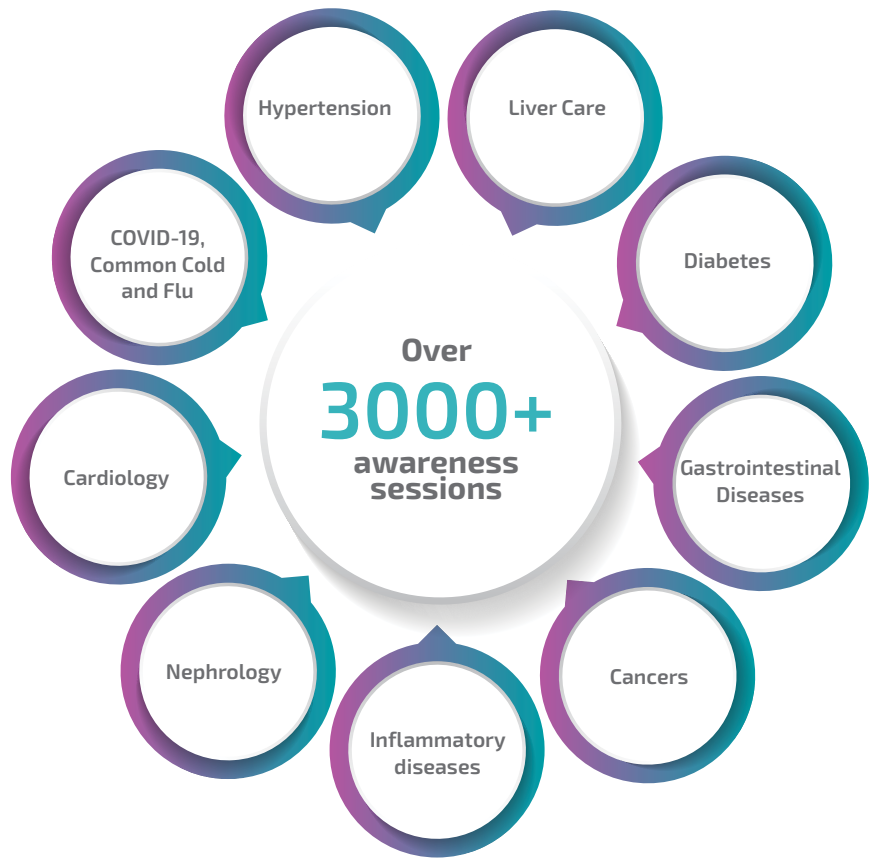 Hypertension
Liver Care
COVID-19,
Common Cold
and Flu
Diabetes
Over
3000+
awareness
sessions
Cardiology
Gastrointestinal
Diseases
Nephrology
Cancers
Inflammatory
diseases